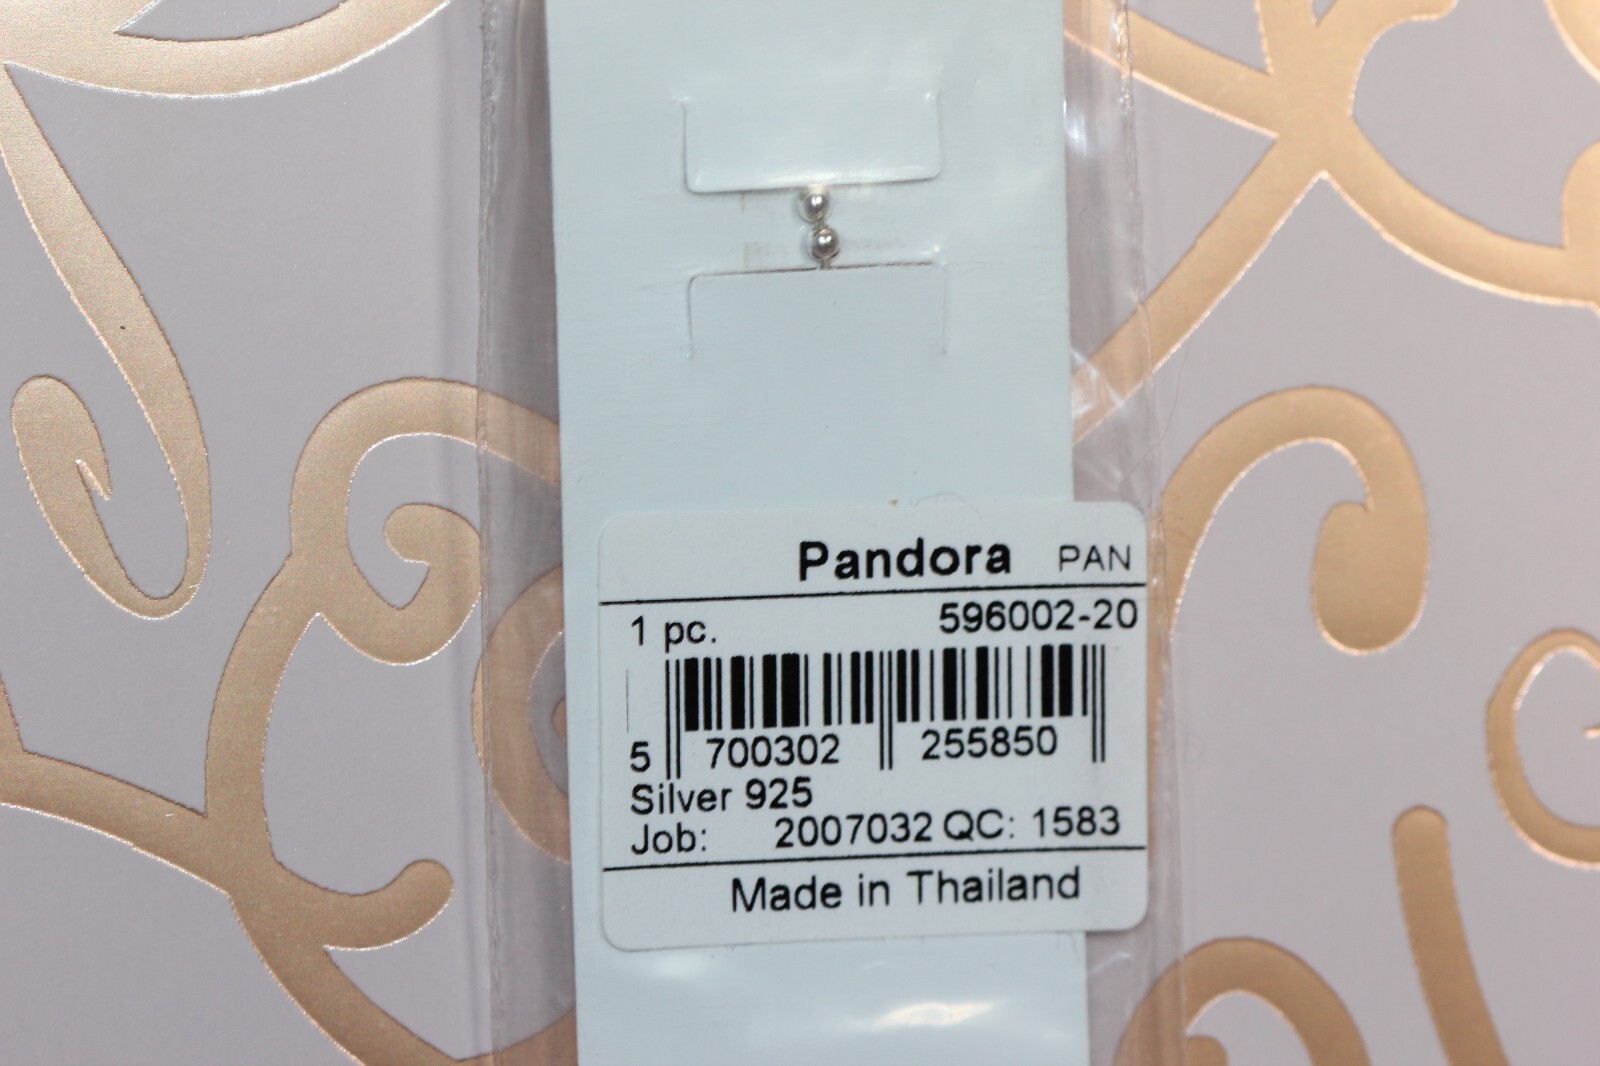 Pandora PAN
1 pc. 596002-20
5 700302 255850
Silver 925
Job: 2007032 QC: 1583
Made in Thailand